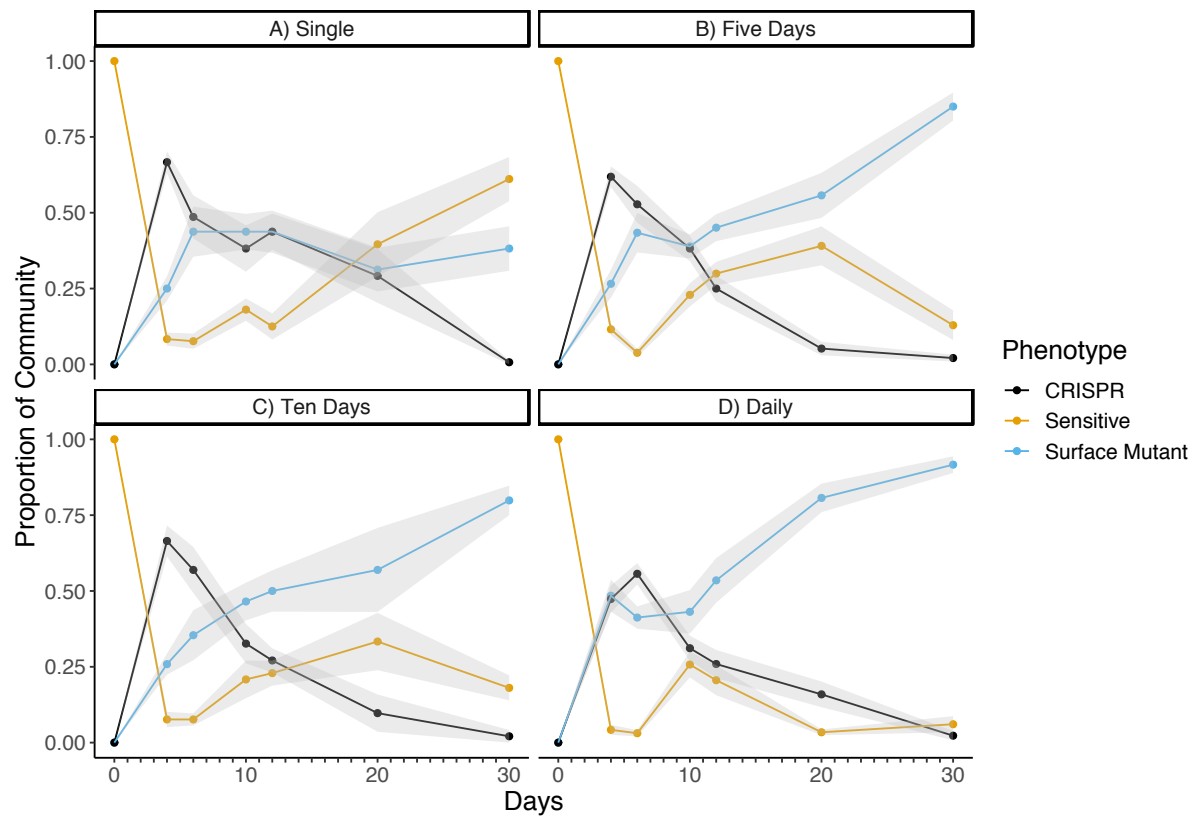 A) Single
B) Five Days
1.00
0.75
0.50
0.25
0.00
C) Ten Days
D) Daily
1.00
0.75
0.50
0.25
0.00
0 10 20 30
0 10 20 30
Days
Proportion of Community
Phenotype
CRISPR
Sensitive
Surface Mutant